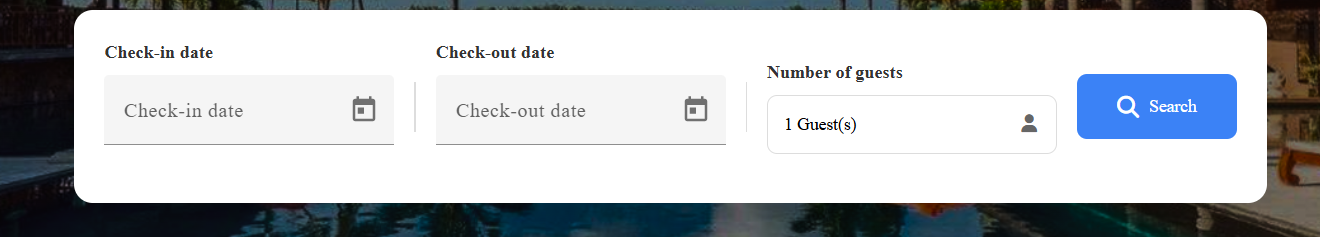 Check-in date
Check-in date
Check-out date
Check-out date
Number of guests
1 Guest(s)
Search